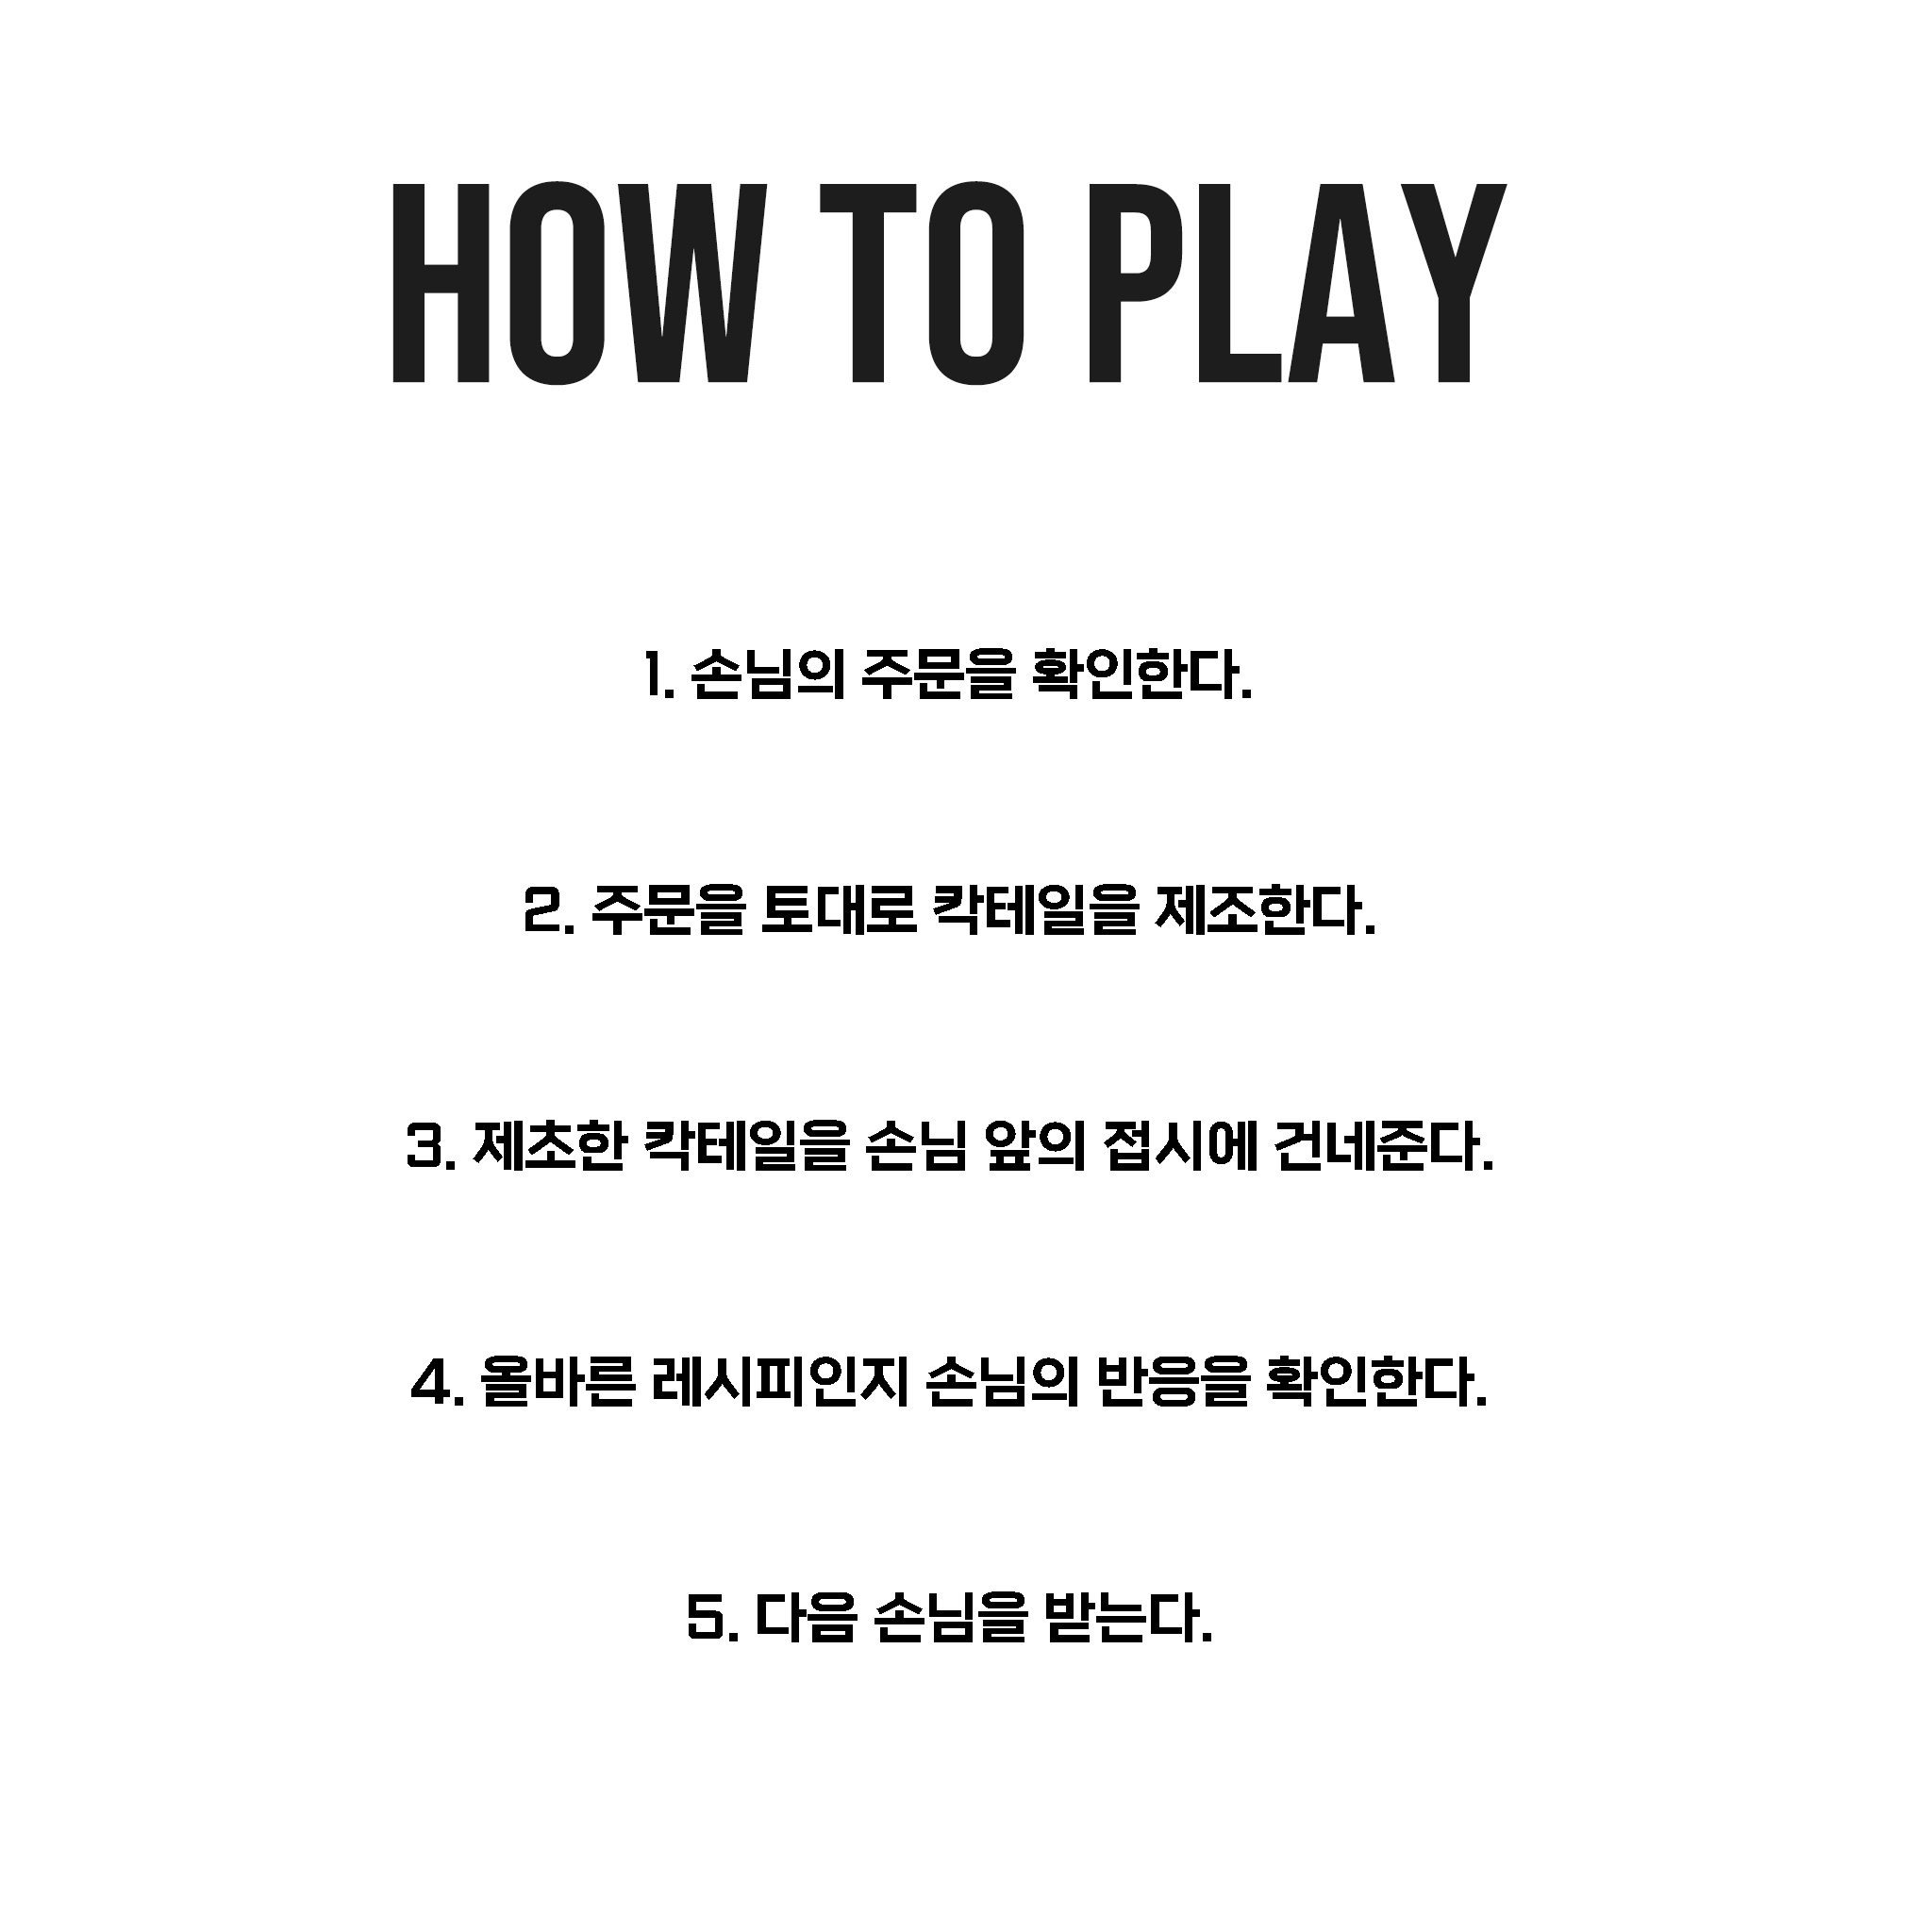 HOW TO PLAY
1. 손님의 주문을 확인한다.
2. 주문을 토대로 칵테일을 제조한다.
3. 제초한 칵테일을 손님 앞의 접시에 건네준다.
4. 올바른 레시피인지 손님의 반응을 확인한다.
5. 다음 손님을 받는다.